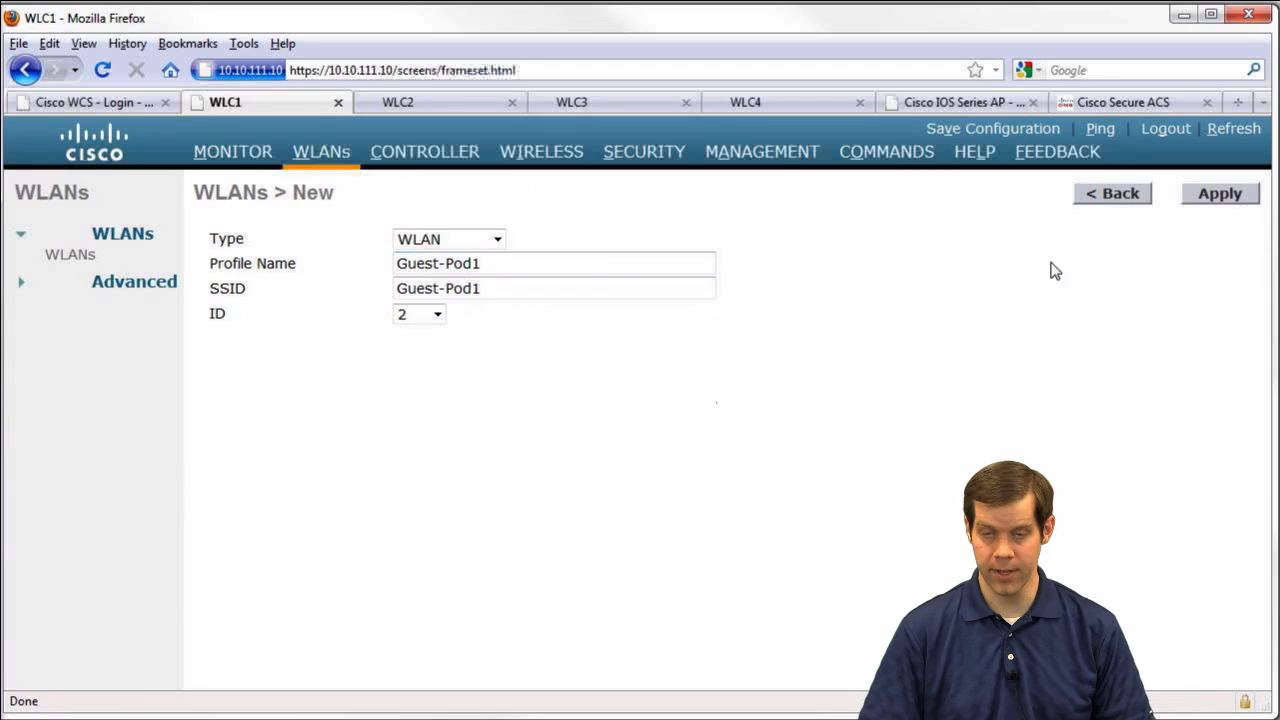 WLC1 - Mozilla Firefox
File Edit View History Bookmarks Tools Help
10.10.111.10 https://10.10.111.10/screens/frameset.html Google
Cisco WCS - Login - ... WLC1 WLC2 WLC3 WLC4 Cisco IOS Series AP - ... Cisco Secure ACS
Save Configuration Ping Logout Refresh
CISCO MONITOR WLANs CONTROLLER WIRELESS SECURITY MANAGEMENT COMMANDS HELP FEEDBACK
WLANs WLANs > New < Back Apply
WLANs
WLANs
Advanced
Type WLAN
Profile Name Guest-Pod1
SSID Guest-Pod1
ID 2
Done